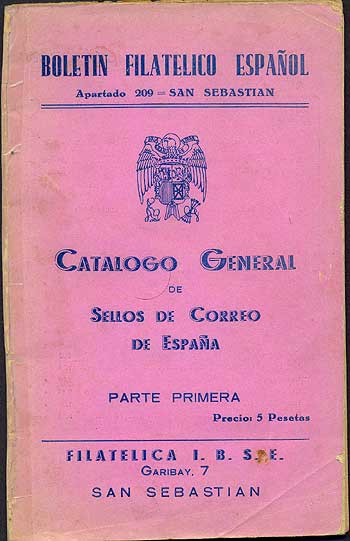 BOLETIN FILATELICO ESPAÑOL
Apartado 209 = SAN SEBASTIAN
CATALOGO GENERAL
DE
SELLOS DE CORREO
DE ESPAÑA
PARTE PRIMERA
Precio: 5 Pesetas
FILATELICA I. B. S. E.
GARIBAY, 7
SAN SEBASTIAN